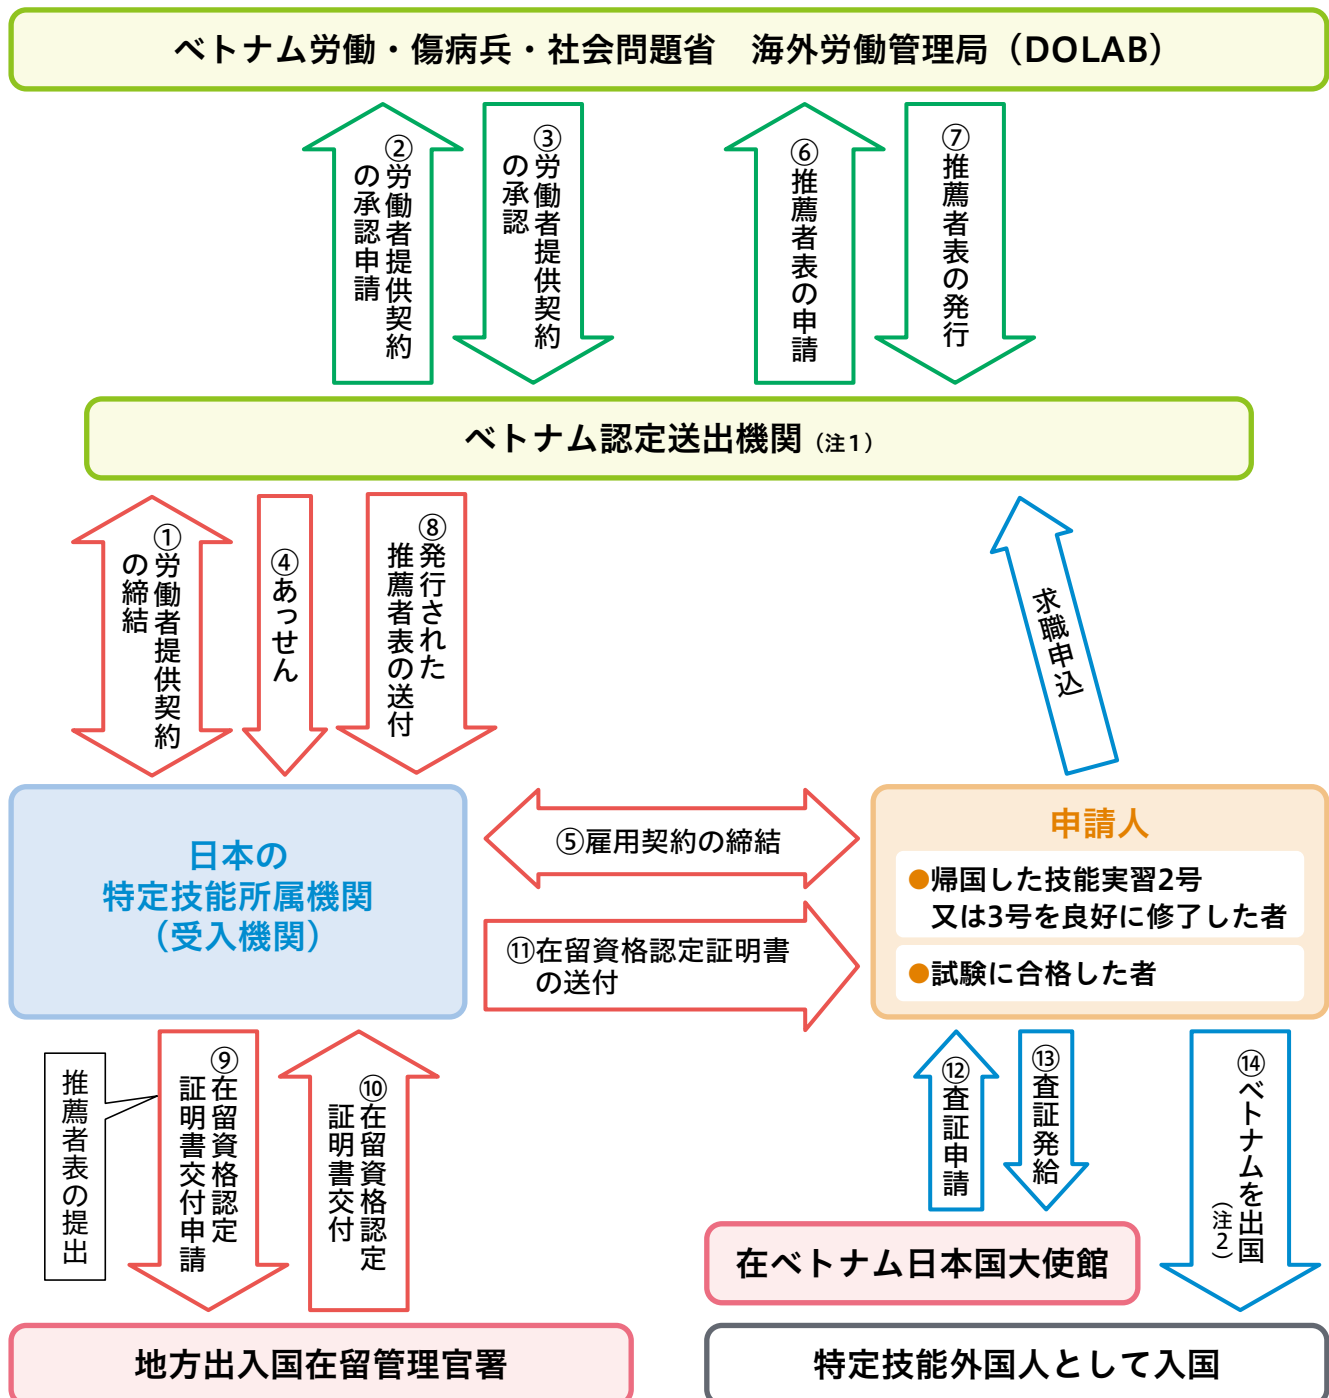 ベトナム労働・傷病兵・社会問題省　海外労働管理局（DOLAB）
②労働者提供契約
の承認申請
③労働者提供契約
の承認
⑥推薦者表の申請
⑦推薦者表の発行
ベトナム認定送出機関（注１）
①労働者提供契約
の締結
④あっせん
⑧発行された
推薦者表の送付
求職申込
日本の
特定技能所属機関
（受入機関）
⑤雇用契約の締結
⑪在留資格認定証明書
の送付
申請人
●帰国した技能実習2号
又は3号を良好に修了した者
●試験に合格した者
推薦者表の提出
⑨在留資格認定
証明書交付申請
⑩在留資格認定
証明書交付
⑫査証申請
⑬査証発給
⑭ベトナムを出国
（注2）
在ベトナム日本国大使館
地方出入国在留管理官署
特定技能外国人として入国